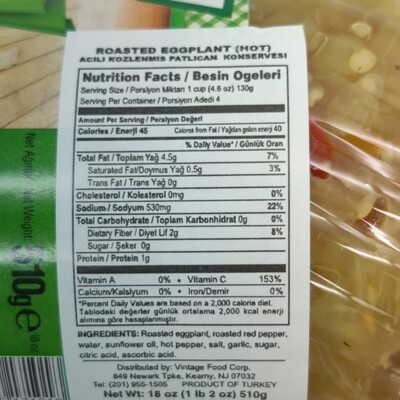 ROASTED EGGPLANT (HOT)
ACILI KOZLENMIS PATLICAN KONSERVESI
Nutrition Facts / Besin Ogeleri
Serving Size / Porsiyon Miktarı 1 cup (4.6 oz) 130g
Serving Per Container / Porsiyon Adedi 4
Amount Per Serving / Porsiyon Değeri
Calories / Enerji 45 Calories from Fat / Yağdan gelen enerji 40
% Daily Value* / Günlük Oran
Total Fat / Toplam Yağ 4.5g 7%
Saturated Fat/Doymus Yağ 0.5g 3%
Trans Fat / Trans Yağ 0g
Cholesterol / Kolesterol 0mg 0%
Sodium / Sodyum 530mg 22%
Total Carbohydrate / Toplam Karbonhidrat 0g 0%
Dietary Fiber / Diyet Lif 2g 8%
Sugar / Şeker 0g
Protein / Protein 1g
Vitamin A 0% • Vitamin C 153%
Calcium/Kalsiyum 0% • Iron/Demir 0%
*Percent Daily Values are based on a 2,000 calorie diet.
Tablodaki değerler günlük ortalama 2,000 kcal enerji
alımına göre hesaplanmıştır.
INGREDIENTS: Roasted eggplant, roasted red pepper,
water, sunflower oil, hot pepper, salt, garlic, sugar,
citric acid, ascorbic acid.
Distributed by: Vintage Food Corp.
849 Newark Tpke, Kearny, NJ 07032
Tel: (201) 955-1505 PRODUCT OF TURKEY
Net Wt: 18 oz (1 lb 2 oz) 510g
510g e
18 oz